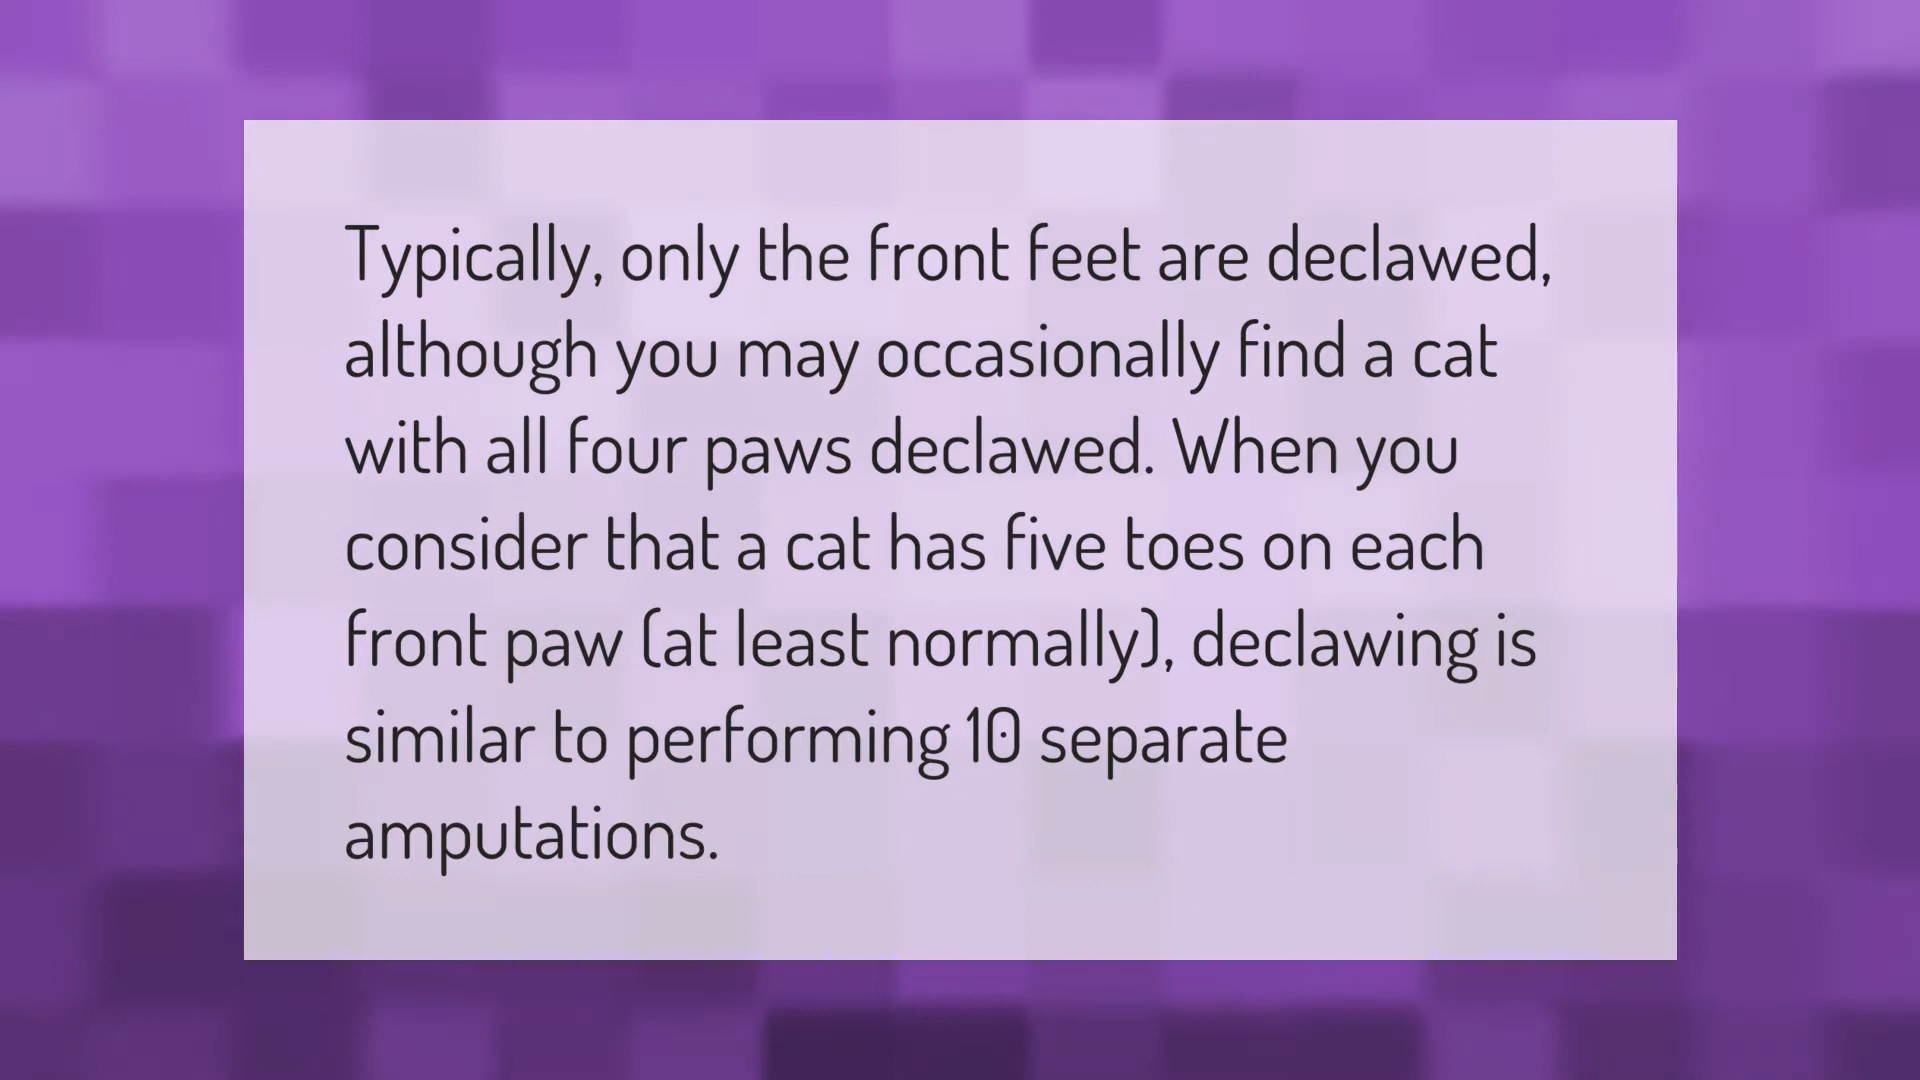 Typically, only the front feet are declawed,
although you may occasionally find a cat
with all four paws declawed. When you
consider that a cat has five toes on each
front paw (at least normally), declawing is
similar to performing 10 separate
amputations.